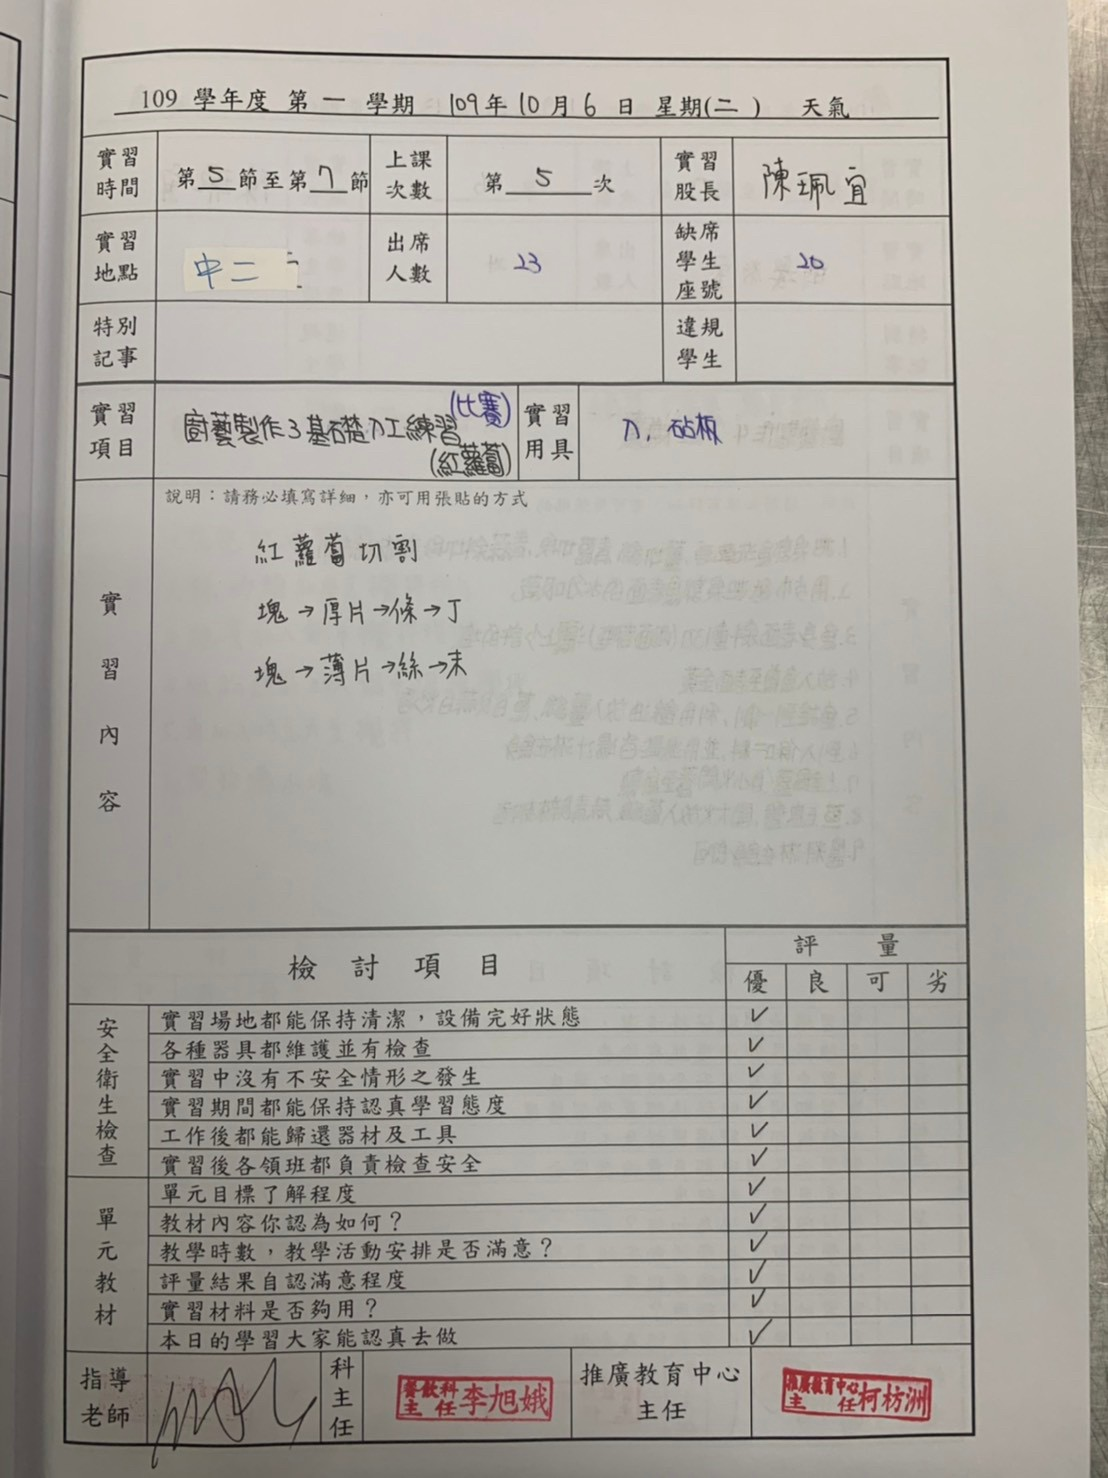 109 學年度 第 一 學期 109年10月6日 星期(二) 天氣
實習時間 第5節至第7節 上課次數 第5次 實習股長 陳珮宜
實習地點 中二 出席人數 23 缺席學生座號 20
特別記事 違規學生
實習項目 廚藝製作3 基礎刀工練習(比賽) 實習用具 刀、砧板
(紅蘿蔔)
說明：請務必填寫詳細，亦可用張貼的方式
實習內容
紅蘿蔔切割
塊→厚片→條→丁
塊→薄片→絲→末
檢討項目 評量
優 良 可 劣
安全衛生檢查
實習場地都能保持清潔，設備完好狀態 ✓
各種器具都維護並有檢查 ✓
實習中沒有不安全情形之發生 ✓
實習期間都能保持認真學習態度 ✓
工作後都能歸還器材及工具 ✓
實習後各領班都負責檢查安全 ✓
單元教材
單元目標了解程度 ✓
教材內容你認為如何？ ✓
教學時數，教學活動安排是否滿意？ ✓
評量結果自認滿意程度 ✓
實習材料是否夠用？ ✓
本日的學習大家能認真去做 ✓
指導老師 科主任 餐飲科主任李旭娥 推廣教育中心主任 推廣教育中心主任柯枋洲